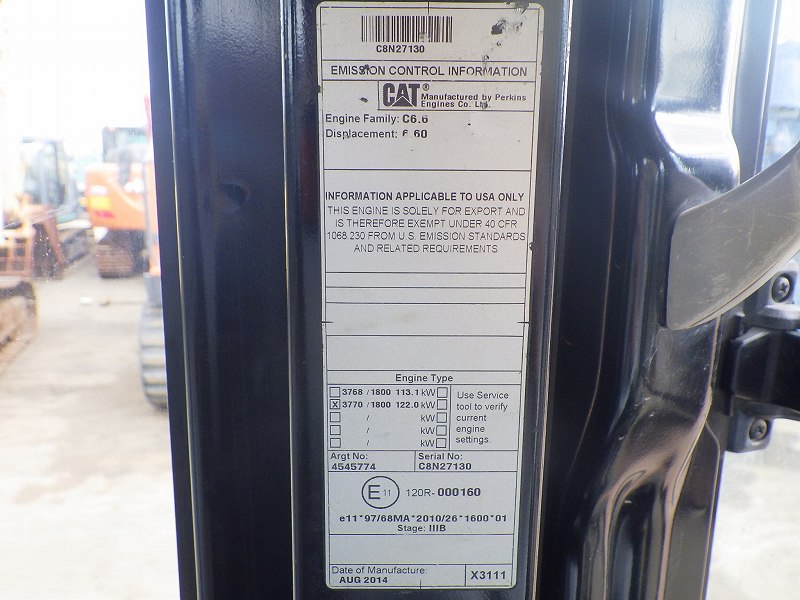 C8N27130
EMISSION CONTROL INFORMATION
CAT® Manufactured by Perkins
Engines Co. Ltd.
Engine Family: C6.6
Displacement: 6.60
INFORMATION APPLICABLE TO USA ONLY
THIS ENGINE IS SOLELY FOR EXPORT AND
IS THEREFORE EXEMPT UNDER 40 CFR
1068.230 FROM U.S. EMISSION STANDARDS
AND RELATED REQUIREMENTS
Engine Type
3768 / 1800 113.1 kW
X 3770 / 1800 122.0 kW
/ kW
/ kW
/ kW
Use Service
tool to verify
current
engine
settings.
Argt No: Serial No:
4545774 C8N27130
E 11 120R-000160
e11*97/68MA*2010/26*1600*01
Stage: IIIB
Date of Manufacture:
AUG 2014 X3111